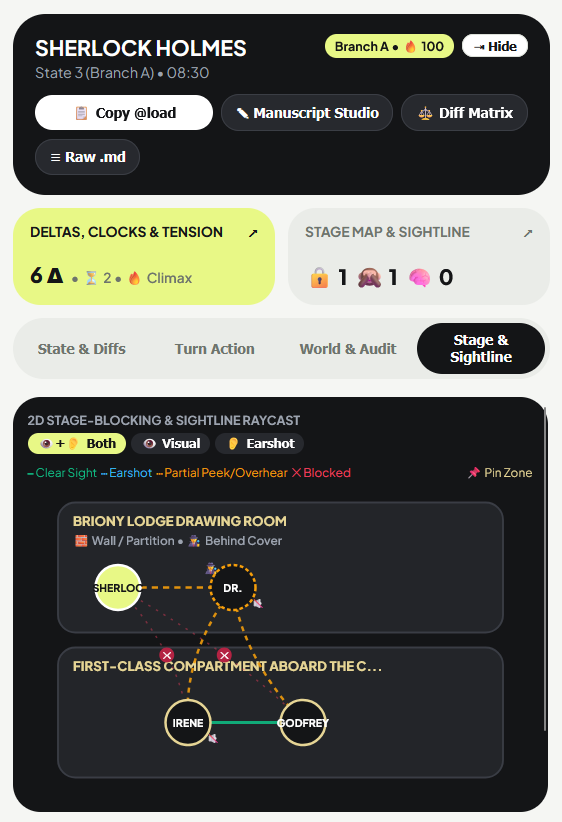 SHERLOCK HOLMES
Branch A • 🔥 100
⇥ Hide
State 3 (Branch A) • 08:30
📋 Copy @load
✎ Manuscript Studio
⚖️ Diff Matrix
≡ Raw .md
DELTAS, CLOCKS & TENSION ↗
6 Δ • ⏳ 2 • 🔥 Climax
STAGE MAP & SIGHTLINE ↗
🔒 1 🙈 1 🧠 0
State & Diffs
Turn Action
World & Audit
Stage &
Sightline
2D STAGE-BLOCKING & SIGHTLINE RAYCAST
👁️+👂 Both
👁️ Visual
👂 Earshot
━ Clear Sight ┅ Earshot ┅ Partial Peek/Overhear ✕ Blocked
📌 Pin Zone
BRIONY LODGE DRAWING ROOM
🧱 Wall / Partition • 🕵️ Behind Cover
SHERLOC
DR.
FIRST-CLASS COMPARTMENT ABOARD THE C...
IRENE
GODFREY